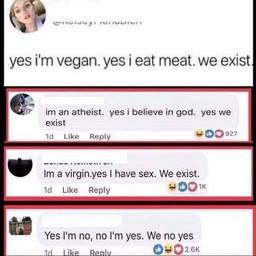 yes i'm vegan. yes i eat meat. we exist.
im an atheist. yes i believe in god. yes we
exist
1d Like Reply 927
Im a virgin.yes I have sex. We exist.
1d Like Reply 1K
Yes I'm no, no I'm yes. We no yes
1d Like Reply 2.6K